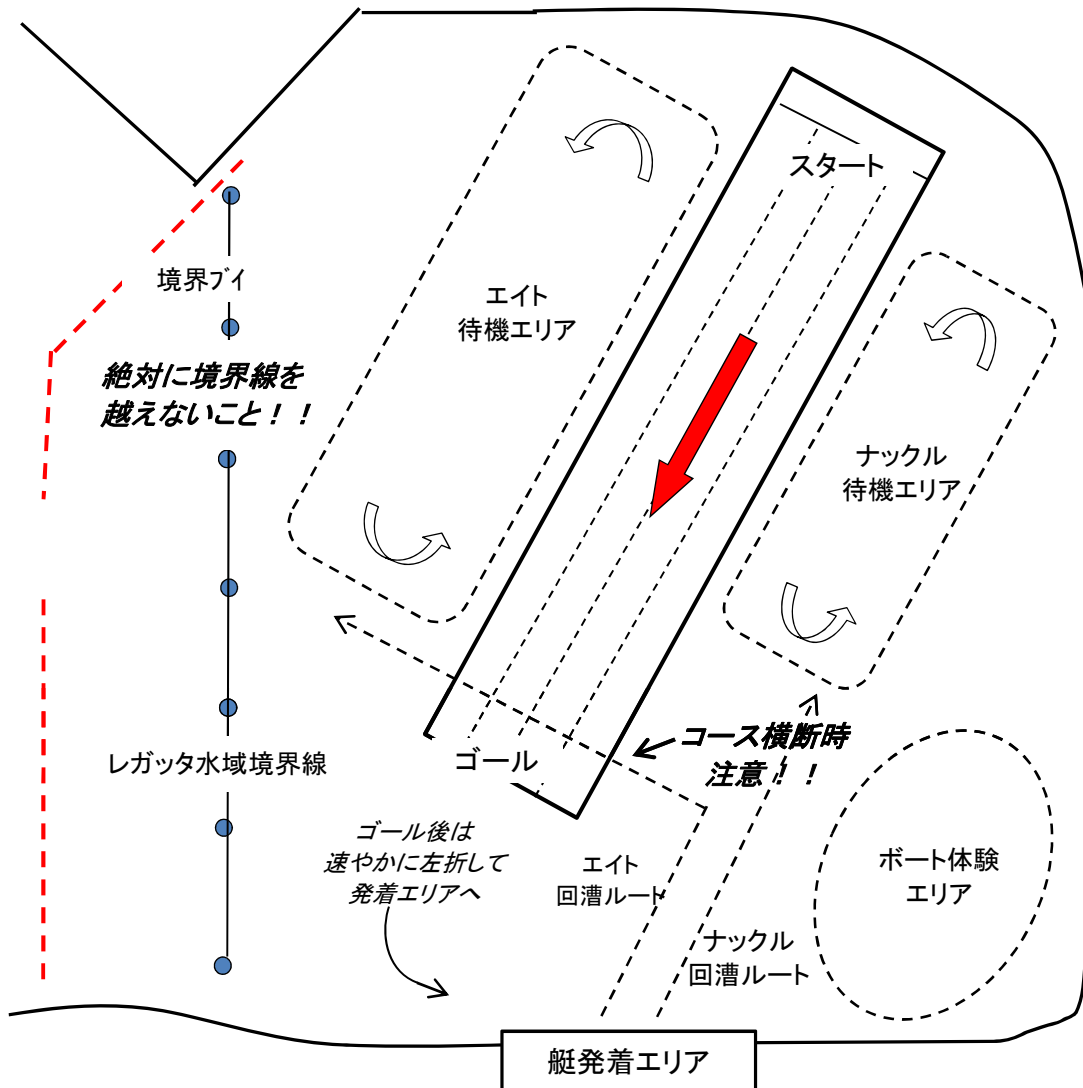 スタート
境界ブイ
エイト
待機エリア
絶対に境界線を
越えないこと！！
ナックル
待機エリア
レガッタ水域境界線
ゴール
コース横断時
注意！！
ゴール後は
速やかに左折して
発着エリアへ
エイト
回漕ルート
ボート体験
エリア
ナックル
回漕ルート
艇発着エリア